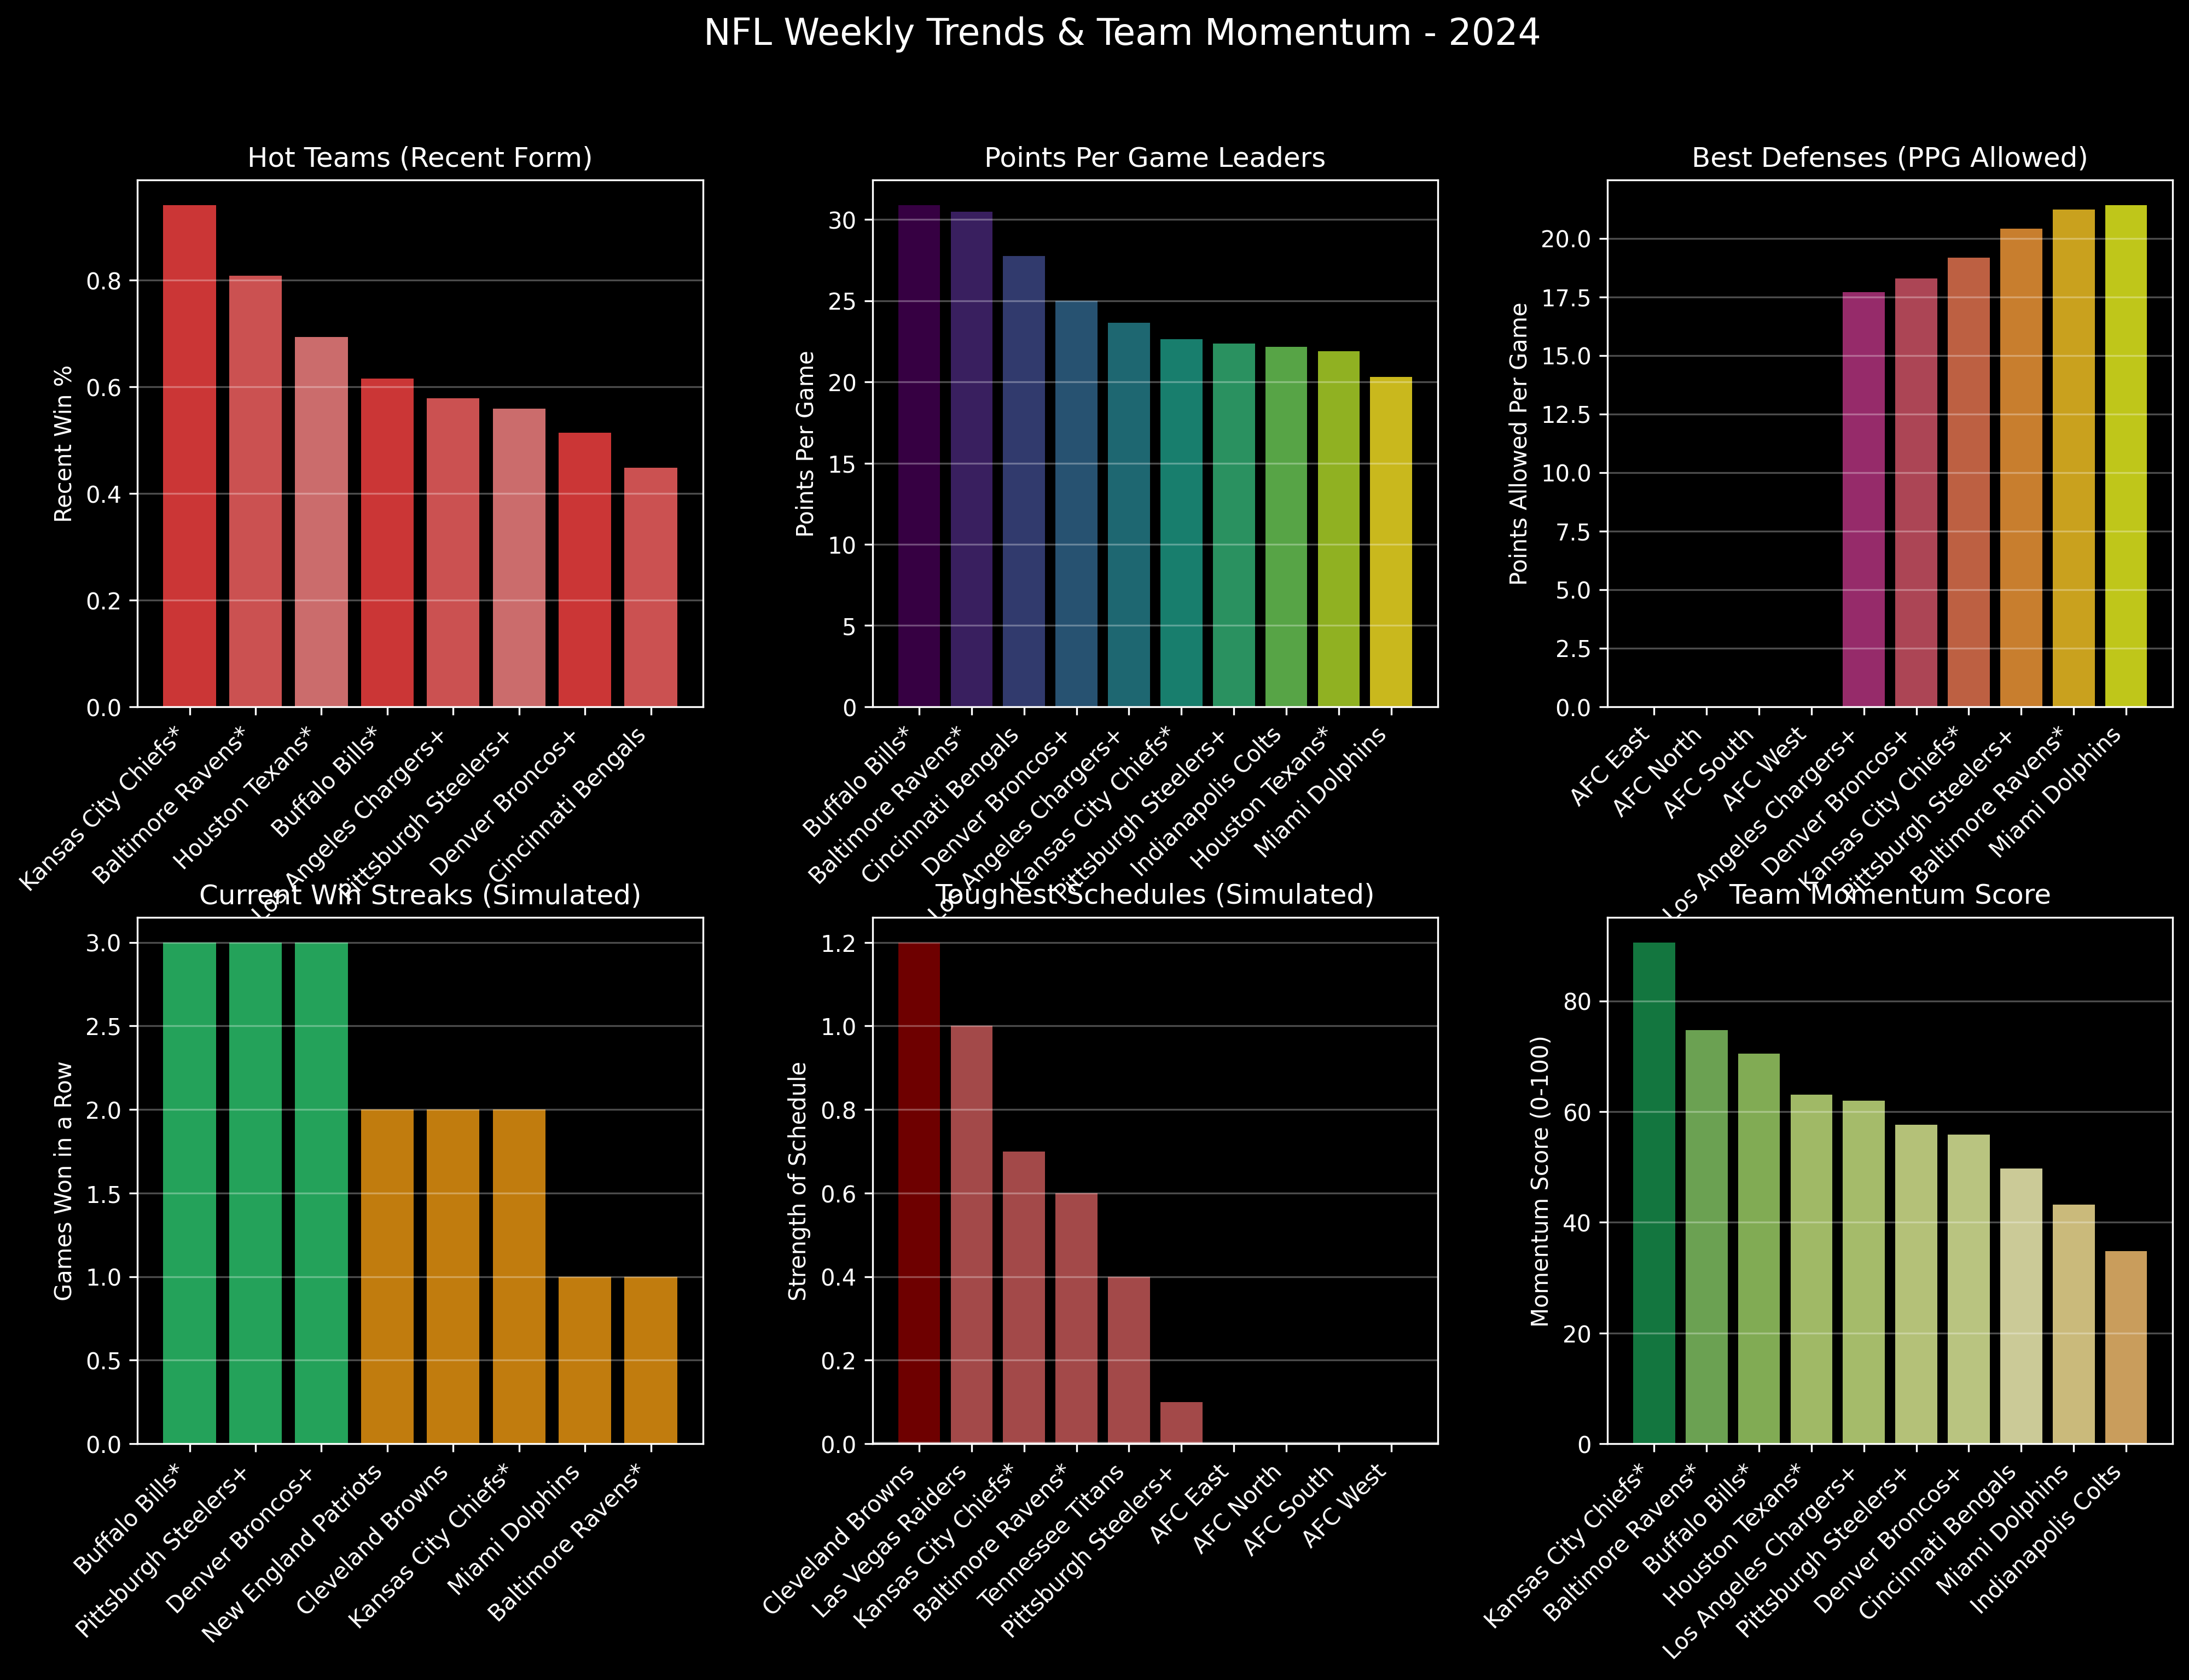 NFL Weekly Trends & Team Momentum - 2024
Hot Teams (Recent Form)
Recent Win %
0.8
0.6
0.4
0.2
0.0
Kansas City Chiefs*
Baltimore Ravens*
Houston Texans*
Buffalo Bills*
Los Angeles Chargers+
Pittsburgh Steelers+
Denver Broncos+
Cincinnati Bengals
Points Per Game Leaders
Points Per Game
30
25
20
15
10
5
0
Buffalo Bills*
Baltimore Ravens*
Cincinnati Bengals
Denver Broncos+
Los Angeles Chargers+
Kansas City Chiefs*
Pittsburgh Steelers+
Indianapolis Colts
Houston Texans*
Miami Dolphins
Best Defenses (PPG Allowed)
Points Allowed Per Game
20.0
17.5
15.0
12.5
10.0
7.5
5.0
2.5
0.0
AFC East
AFC North
AFC South
AFC West
Los Angeles Chargers+
Denver Broncos+
Kansas City Chiefs*
Pittsburgh Steelers+
Baltimore Ravens*
Miami Dolphins
Current Win Streaks (Simulated)
Games Won in a Row
3.0
2.5
2.0
1.5
1.0
0.5
0.0
Buffalo Bills*
Pittsburgh Steelers+
Denver Broncos+
New England Patriots
Cleveland Browns
Kansas City Chiefs*
Miami Dolphins
Baltimore Ravens*
Toughest Schedules (Simulated)
Strength of Schedule
1.2
1.0
0.8
0.6
0.4
0.2
0.0
Cleveland Browns
Las Vegas Raiders
Kansas City Chiefs*
Baltimore Ravens*
Tennessee Titans
Pittsburgh Steelers+
AFC East
AFC North
AFC South
AFC West
Team Momentum Score
Momentum Score (0-100)
80
60
40
20
0
Kansas City Chiefs*
Baltimore Ravens*
Buffalo Bills*
Houston Texans*
Los Angeles Chargers+
Pittsburgh Steelers+
Denver Broncos+
Cincinnati Bengals
Miami Dolphins
Indianapolis Colts